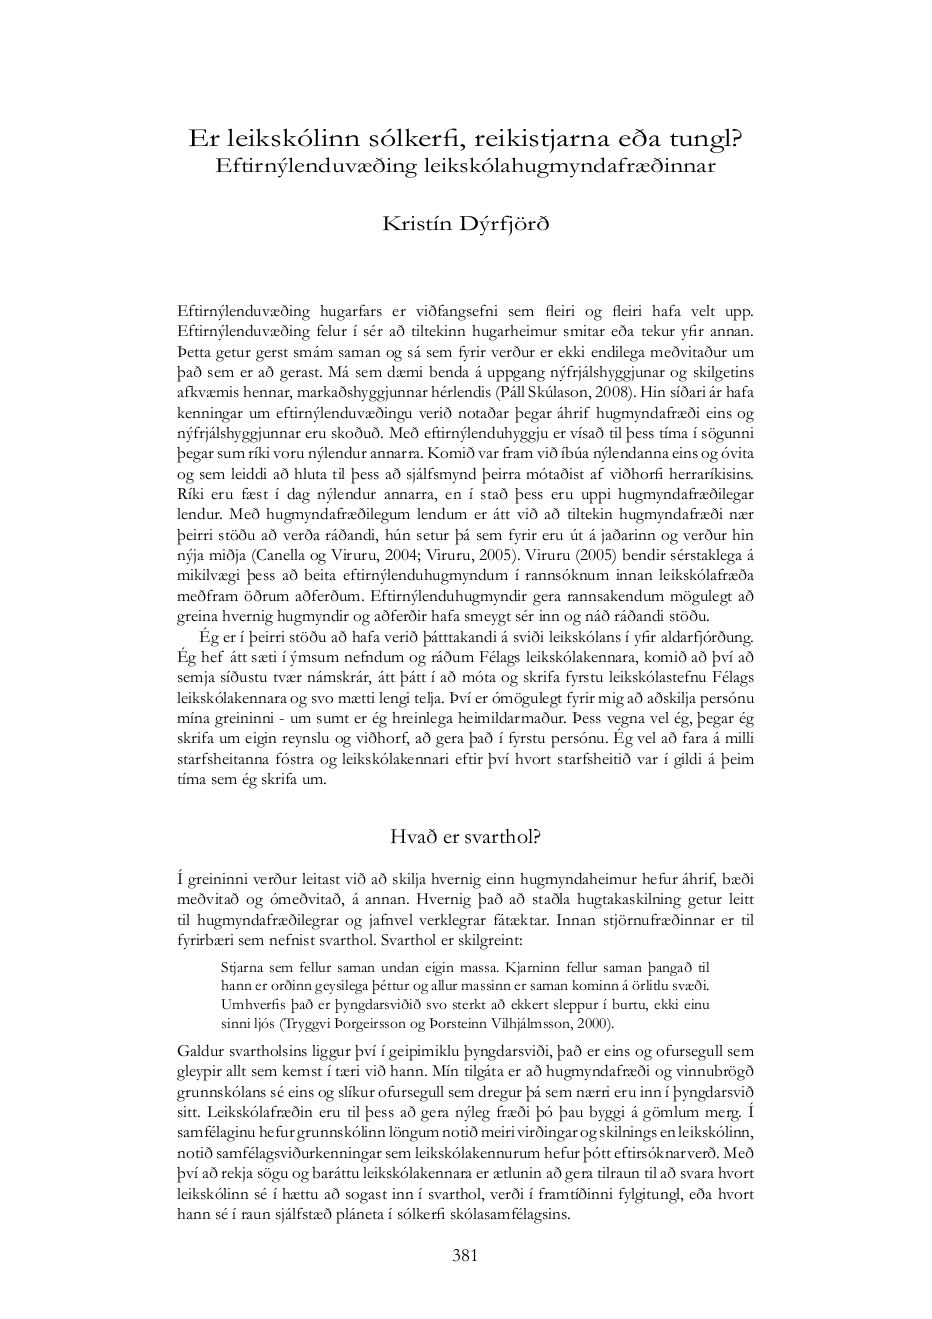 Er leikskólinn sólkerfi, reikistjarna eða tungl?
Eftirnýlenduvæðing leikskólahugmyndafræðinnar
Kristín Dýrfjörð
Eftirnýlenduvæðing hugarfars er viðfangsefni sem fleiri og fleiri hafa velt upp.
Eftirnýlenduvæðing felur í sér að tiltekinn hugarheimur smitar eða tekur yfir annan.
Þetta getur gerst smám saman og sá sem fyrir verður er ekki endilega meðvitaður um
það sem er að gerast. Má sem dæmi benda á uppgang nýfrjálshyggjunar og skilgetins
afkvæmis hennar, markaðshyggjunnar hérlendis (Páll Skúlason, 2008). Hin síðari ár hafa
kenningar um eftirnýlenduvæðingu verið notaðar þegar áhrif hugmyndafræði eins og
nýfrjálshyggjunnar eru skoðuð. Með eftirnýlenduhyggju er vísað til þess tíma í sögunni
þegar sum ríki voru nýlendur annarra. Komið var fram við íbúa nýlendanna eins og óvita
og sem leiddi að hluta til þess að sjálfsmynd þeirra mótaðist af viðhorfi herraríkisins.
Ríki eru fæst í dag nýlendur annarra, en í stað þess eru uppi hugmyndafræðilegar
lendur. Með hugmyndafræðilegum lendum er átt við að tiltekin hugmyndafræði nær
þeirri stöðu að verða ráðandi, hún setur þá sem fyrir eru út á jaðarinn og verður hin
nýja miðja (Canella og Viruru, 2004; Viruru, 2005). Viruru (2005) bendir sérstaklega á
mikilvægi þess að beita eftirnýlenduhugmyndum í rannsóknum innan leikskólafræða
meðfram öðrum aðferðum. Eftirnýlenduhugmyndir gera rannsakendum mögulegt að
greina hvernig hugmyndir og aðferðir hafa smeygt sér inn og náð ráðandi stöðu.
Ég er í þeirri stöðu að hafa verið þátttakandi á sviði leikskólans í yfir aldarfjórðung.
Ég hef átt sæti í ýmsum nefndum og ráðum Félags leikskólakennara, komið að því að
semja síðustu tvær námskrár, átt þátt í að móta og skrifa fyrstu leikskólastefnu Félags
leikskólakennara og svo mætti lengi telja. Því er ómögulegt fyrir mig að aðskilja persónu
mína greininni - um sumt er ég hreinlega heimildarmaður. Þess vegna vel ég, þegar ég
skrifa um eigin reynslu og viðhorf, að gera það í fyrstu persónu. Ég vel að fara á milli
starfsheitanna fóstra og leikskólakennari eftir því hvort starfsheitið var í gildi á þeim
tíma sem ég skrifa um.
Hvað er svarthol?
Í greininni verður leitast við að skilja hvernig einn hugmyndaheimur hefur áhrif, bæði
meðvitað og ómeðvitað, á annan. Hvernig það að staðla hugtakaskilning getur leitt
til hugmyndafræðilegrar og jafnvel verklegrar fátæktar. Innan stjörnufræðinnar er til
fyrirbæri sem nefnist svarthol. Svarthol er skilgreint:
Stjarna sem fellur saman undan eigin massa. Kjarninn fellur saman þangað til
hann er orðinn geysilega þéttur og allur massinn er saman kominn á örlitlu svæði.
Umhverfis það er þyngdarsviðið svo sterkt að ekkert sleppur í burtu, ekki einu
sinni ljós (Tryggvi Þorgeirsson og Þorsteinn Vilhjálmsson, 2000).
Galdur svartholsins liggur því í geipimiklu þyngdarsviði, það er eins og ofursegull sem
gleypir allt sem kemst í tæri við hann. Mín tilgáta er að hugmyndafræði og vinnubrögð
grunnskólans sé eins og slíkur ofursegull sem dregur þá sem nærri eru inn í þyngdarsvið
sitt. Leikskólafræðin eru til þess að gera nýleg fræði þó þau byggi á gömlum merg. Í
samfélaginu hefur grunnskólinn löngum notið meiri virðingar og skilnings en leikskólinn,
notið samfélagsviðurkenningar sem leikskólakennurum hefur þótt eftirsóknarverð. Með
því að rekja sögu og baráttu leikskólakennara er ætlunin að gera tilraun til að svara hvort
leikskólinn sé í hættu að sogast inn í svarthol, verði í framtíðinni fylgitungl, eða hvort
hann sé í raun sjálfstæð pláneta í sólkerfi skólasamfélagsins.
381